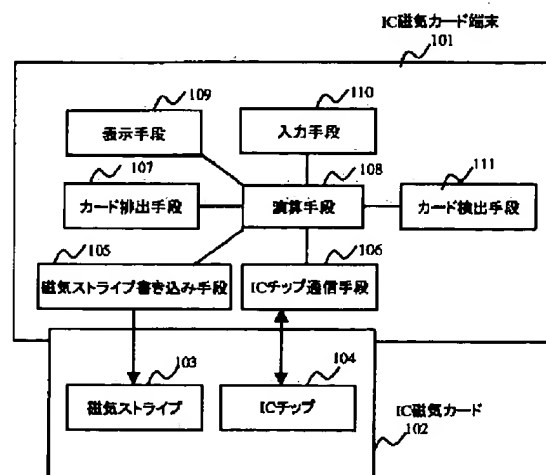 IC磁気カード端末
101
109
表示手段
110
入力手段
107
カード排出手段
108
演算手段
111
カード検出手段
105
磁気ストライプ書き込み手段
106
ICチップ通信手段
103
磁気ストライプ
104
ICチップ
IC磁気カード
102